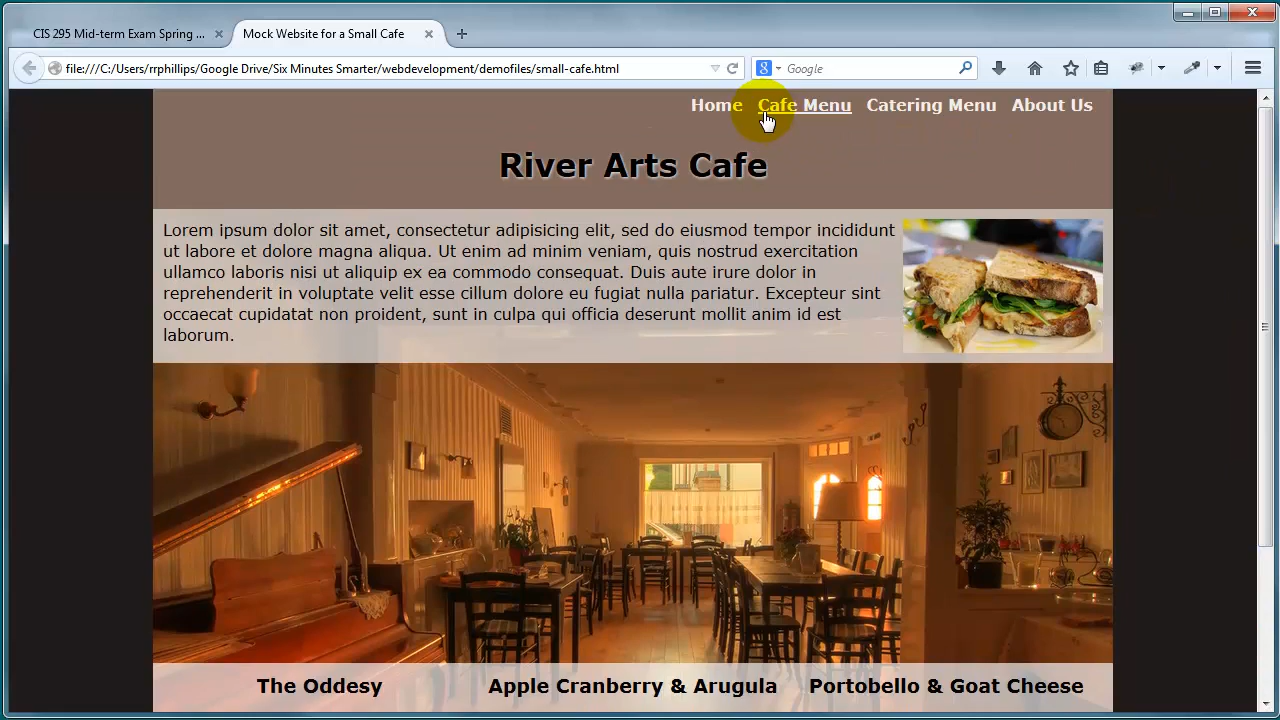 CIS 295 Mid-term Exam Spring ...
Mock Website for a Small Cafe
file:///C:/Users/rrphillips/Google Drive/Six Minutes Smarter/webdevelopment/demofiles/small-cafe.html
Google
Home Cafe Menu Catering Menu About Us
River Arts Cafe
Lorem ipsum dolor sit amet, consectetur adipisicing elit, sed do eiusmod tempor incididunt
ut labore et dolore magna aliqua. Ut enim ad minim veniam, quis nostrud exercitation
ullamco laboris nisi ut aliquip ex ea commodo consequat. Duis aute irure dolor in
reprehenderit in voluptate velit esse cillum dolore eu fugiat nulla pariatur. Excepteur sint
occaecat cupidatat non proident, sunt in culpa qui officia deserunt mollit anim id est
laborum.
The Oddesy Apple Cranberry & Arugula Portobello & Goat Cheese